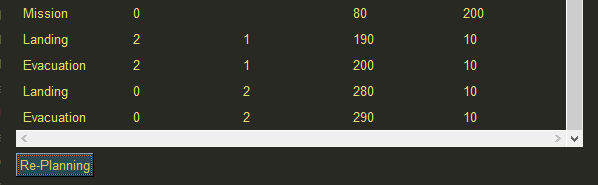 Mission 0 80 200
Landing 2 1 190 10
Evacuation 2 1 200 10
Landing 0 2 280 10
Evacuation 0 2 290 10
Re-Planning